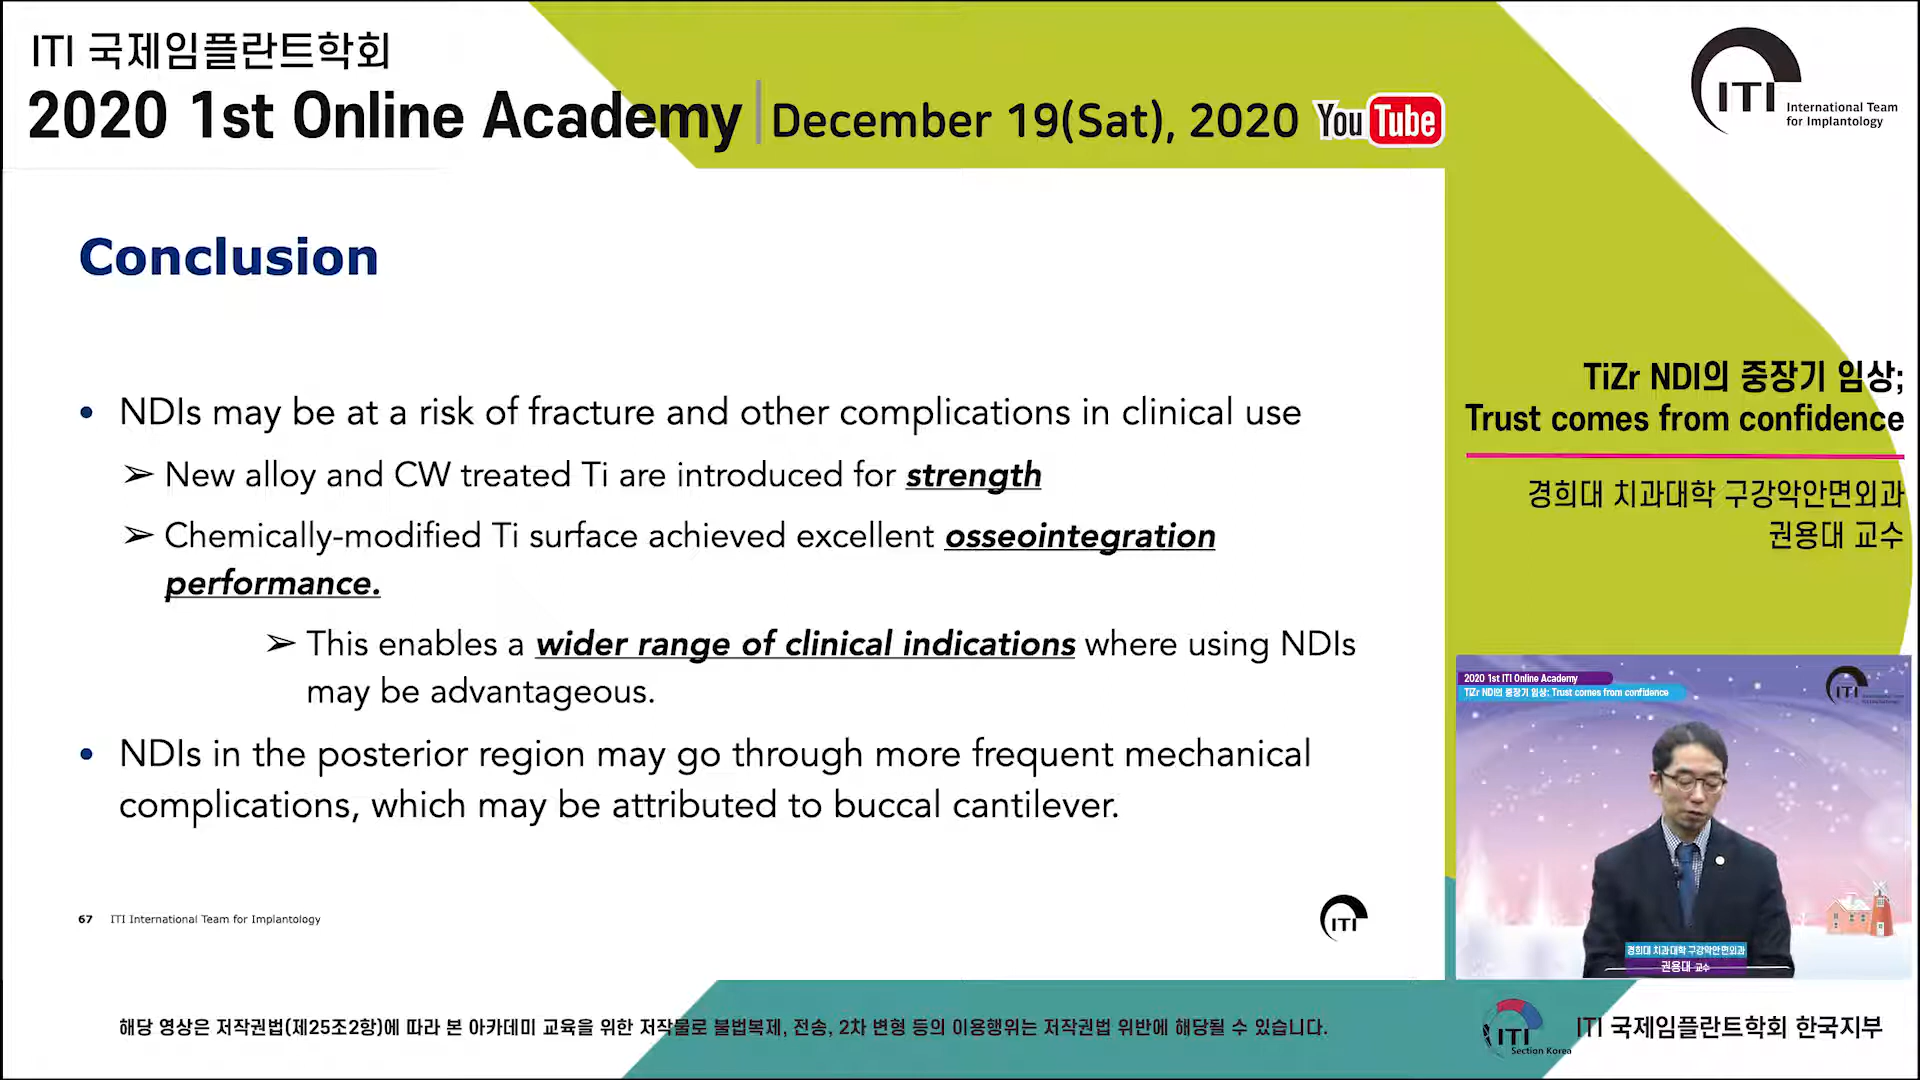 ITI 국제임플란트학회
2020 1st Online Academy
December 19(Sat), 2020
YouTube
ITI
International Team
for Implantology
Conclusion
• NDIs may be at a risk of fracture and other complications in clinical use
➢ New alloy and CW treated Ti are introduced for strength
➢ Chemically-modified Ti surface achieved excellent osseointegration
performance.
➢ This enables a wider range of clinical indications where using NDIs
may be advantageous.
• NDIs in the posterior region may go through more frequent mechanical
complications, which may be attributed to buccal cantilever.
67 ITI International Team for Implantology
ITI
TiZr NDI의 중장기 임상;
Trust comes from confidence
경희대 치과대학 구강악안면외과
권용대 교수
2020 1st ITI Online Academy
TiZr NDI의 중장기 임상: Trust comes from confidence
ITI
경희대 치과대학 구강악안면외과
권용대 교수
해당 영상은 저작권법(제25조2항)에 따라 본 아카데미 교육을 위한 저작물로 불법복제, 전송, 2차 변형 등의 이용행위는 저작권법 위반에 해당될 수 있습니다.
ITI
Section Korea
ITI 국제임플란트학회 한국지부